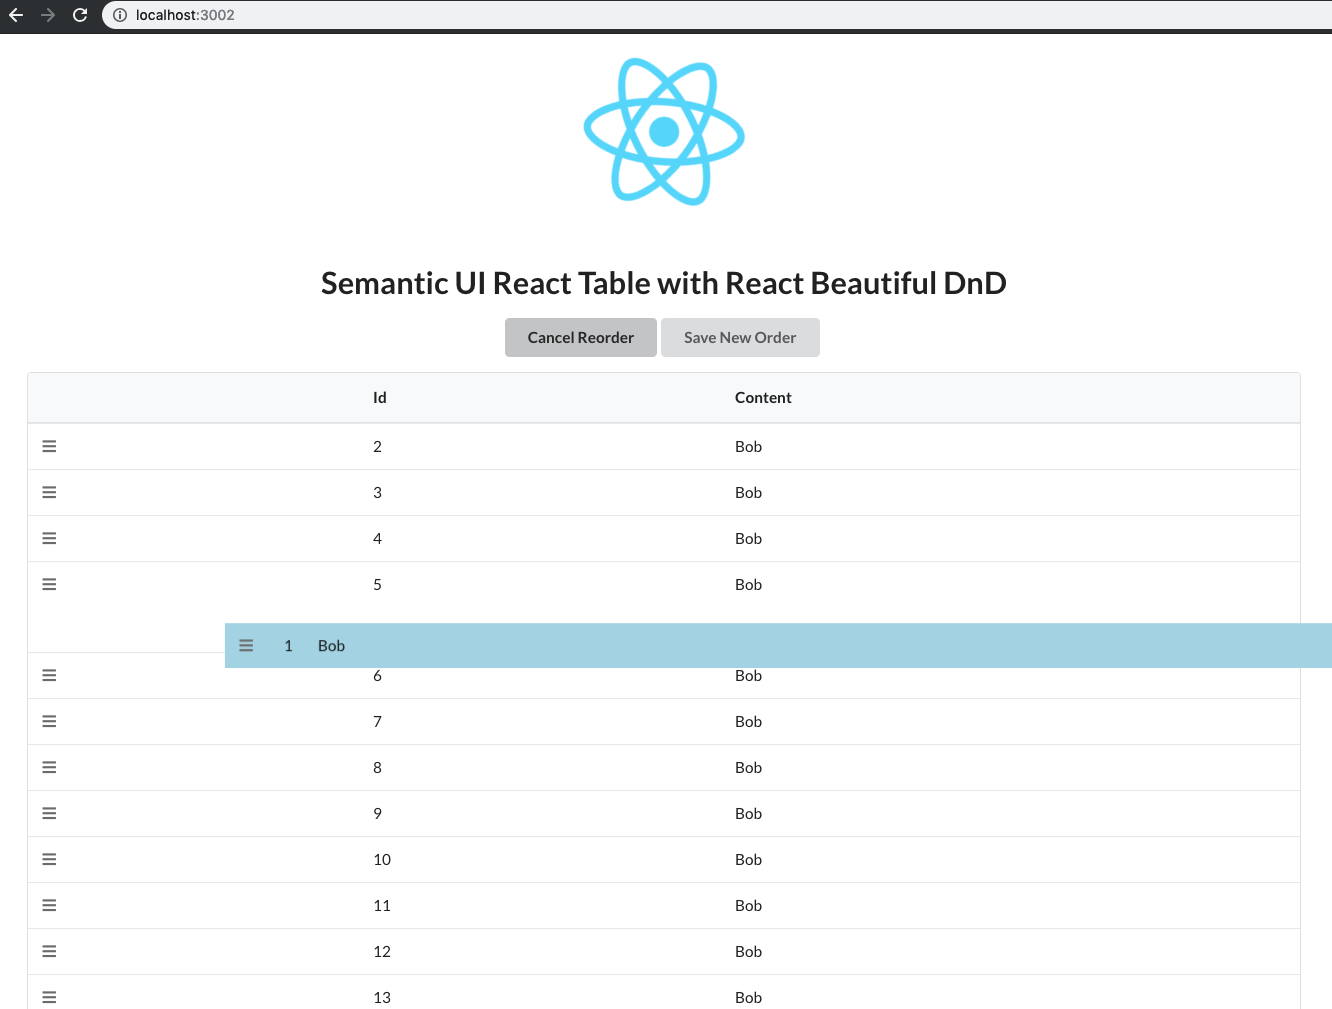 localhost:3002
Semantic UI React Table with React Beautiful DnD
Cancel Reorder Save New Order
Id Content
2 Bob
3 Bob
4 Bob
5 Bob
1 Bob
6 Bob
7 Bob
8 Bob
9 Bob
10 Bob
11 Bob
12 Bob
13 Bob